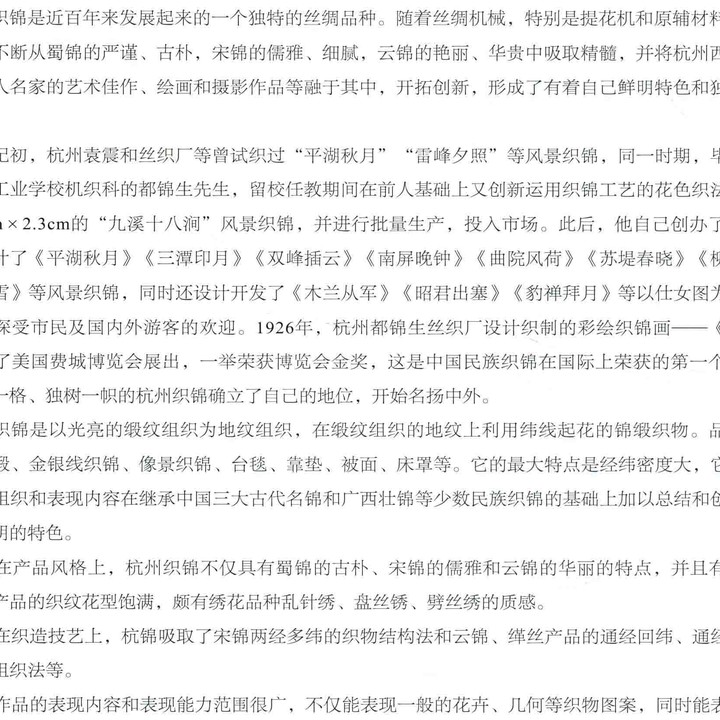 织锦是近百年来发展起来的一个独特的丝绸品种。随着丝绸机械，特别是提花机和原辅材料
不断从蜀锦的严谨、古朴，宋锦的儒雅、细腻，云锦的艳丽、华贵中吸取精髓，并将杭州西
人名家的艺术佳作、绘画和摄影作品等融于其中，开拓创新，形成了有着自己鲜明特色和独
纪初，杭州袁震和丝织厂等曾试织过“平湖秋月”“雷峰夕照”等风景织锦，同一时期，毕
工业学校机织科的都锦生先生，留校任教期间在前人基础上又创新运用织锦工艺的花色织法
m×2.3cm的“九溪十八涧”风景织锦，并进行批量生产，投入市场。此后，他自己创办了
计了《平湖秋月》《三潭印月》《双峰插云》《南屏晚钟》《曲院风荷》《苏堤春晓》《柳
雪》等风景织锦，同时还设计开发了《木兰从军》《昭君出塞》《豹禅拜月》等以仕女图为
深受市民及国内外游客的欢迎。1926年，杭州都锦生丝织厂设计织制的彩绘织锦画——《
了美国费城博览会展出，一举荣获博览会金奖，这是中国民族织锦在国际上荣获的第一个
一格、独树一帜的杭州织锦确立了自己的地位，开始名扬中外。
织锦是以光亮的缎纹组织为地纹组织，在缎纹组织的地纹上利用纬线起花的锦缎织物。品
缎、金银线织锦、像景织锦、台毯、靠垫、被面、床罩等。它的最大特点是经纬密度大，它
组织和表现内容在继承中国三大古代名锦和广西壮锦等少数民族织锦的基础上加以总结和创
明的特色。
在产品风格上，杭州织锦不仅具有蜀锦的古朴、宋锦的儒雅和云锦的华丽的特点，并且有
产品的织纹花型饱满，颇有绣花品种乱针绣、盘丝锈、劈丝绣的质感。
在织造技艺上，杭锦吸取了宋锦两经多纬的织物结构法和云锦、缂丝产品的通经回纬、通经
组织法等。
作品的表现内容和表现能力范围很广，不仅能表现一般的花卉、几何等织物图案，同时能表